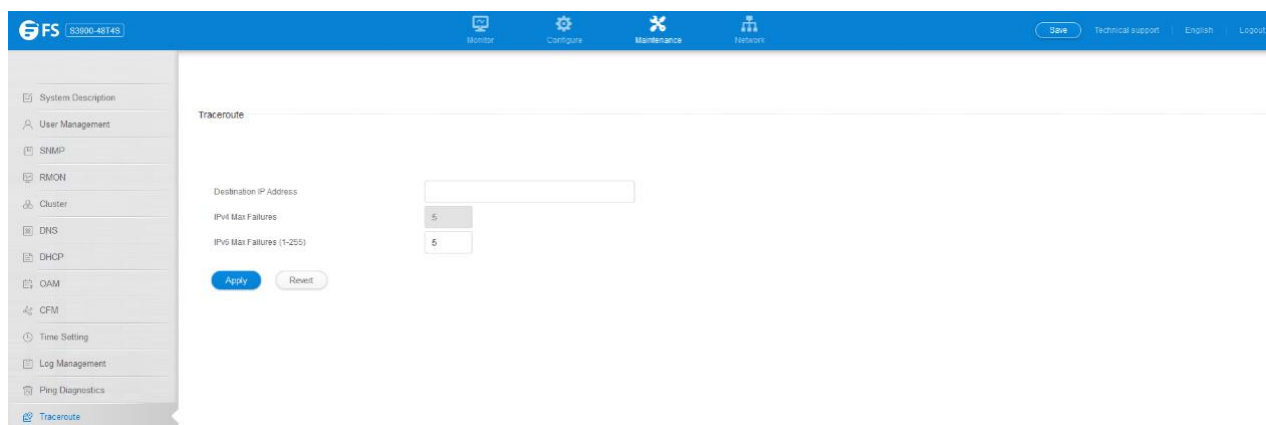 FS S3900-48T4S
Monitor
Configure
Maintenance
Network
Save
Technical support
English
Logout
System Description
User Management
SNMP
RMON
Cluster
DNS
DHCP
OAM
CFM
Time Setting
Log Management
Ping Diagnostics
Traceroute
Traceroute
Destination IP Address
IPv4 Max Failures 5
IPv6 Max Failures (1-255) 5
Apply Revert